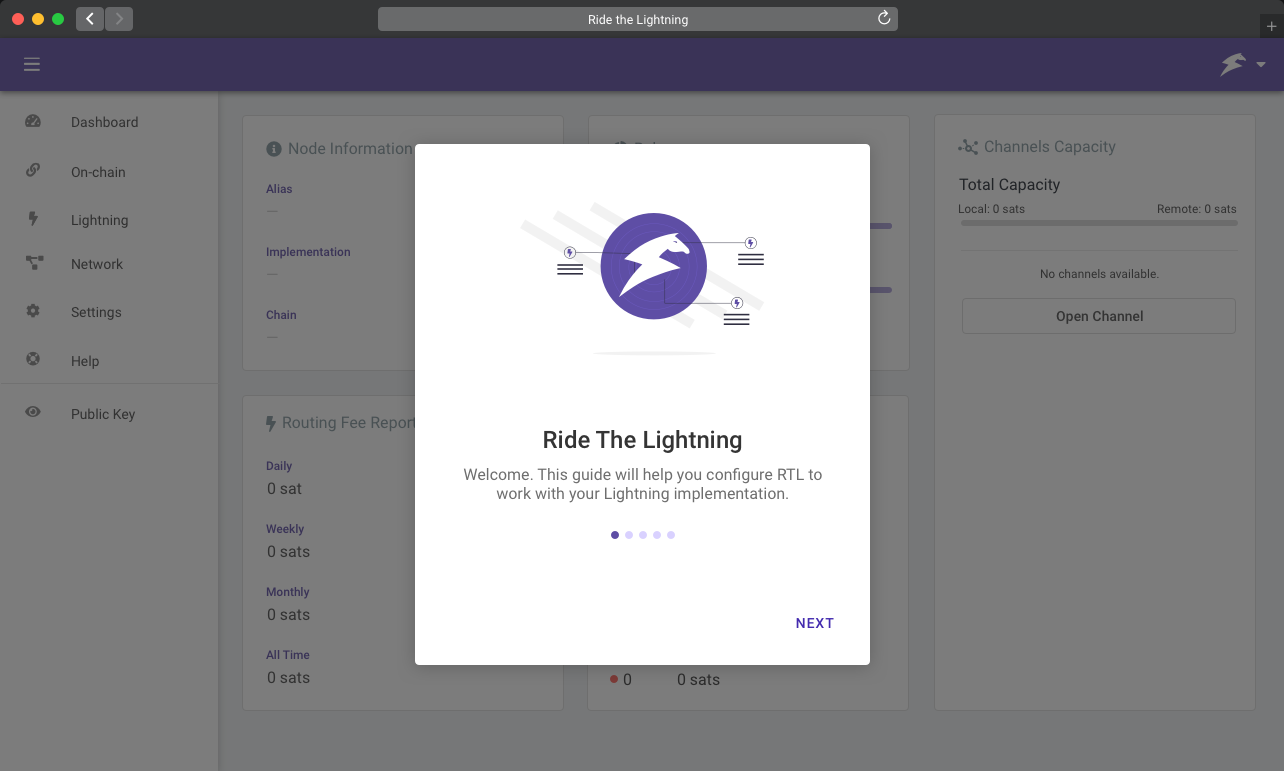 Ride the Lightning
Dashboard
On-chain
Lightning
Network
Settings
Help
Public Key
Node Information
Alias
—
Implementation
—
Chain
—
Channels Capacity
Total Capacity
Local: 0 sats
Remote: 0 sats
No channels available.
Open Channel
Routing Fee Report
Daily
0 sat
Weekly
0 sats
Monthly
0 sats
All Time
0 sats
0
0 sats
Ride The Lightning
Welcome. This guide will help you configure RTL to
work with your Lightning implementation.
NEXT